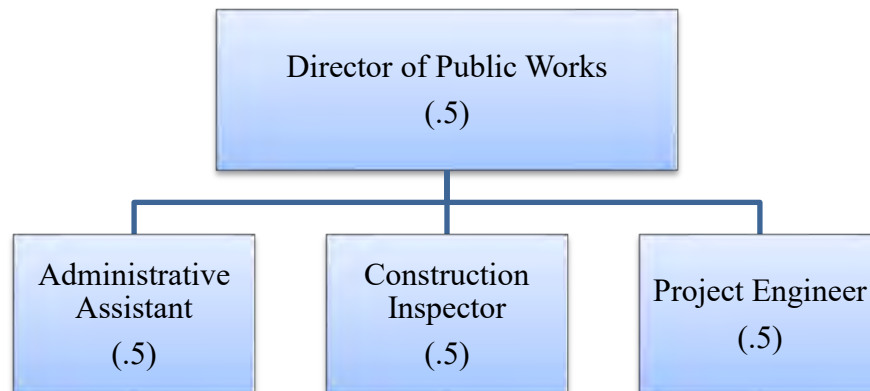 Director of Public Works
(.5)
Administrative
Assistant
(.5)
Construction
Inspector
(.5)
Project Engineer
(.5)